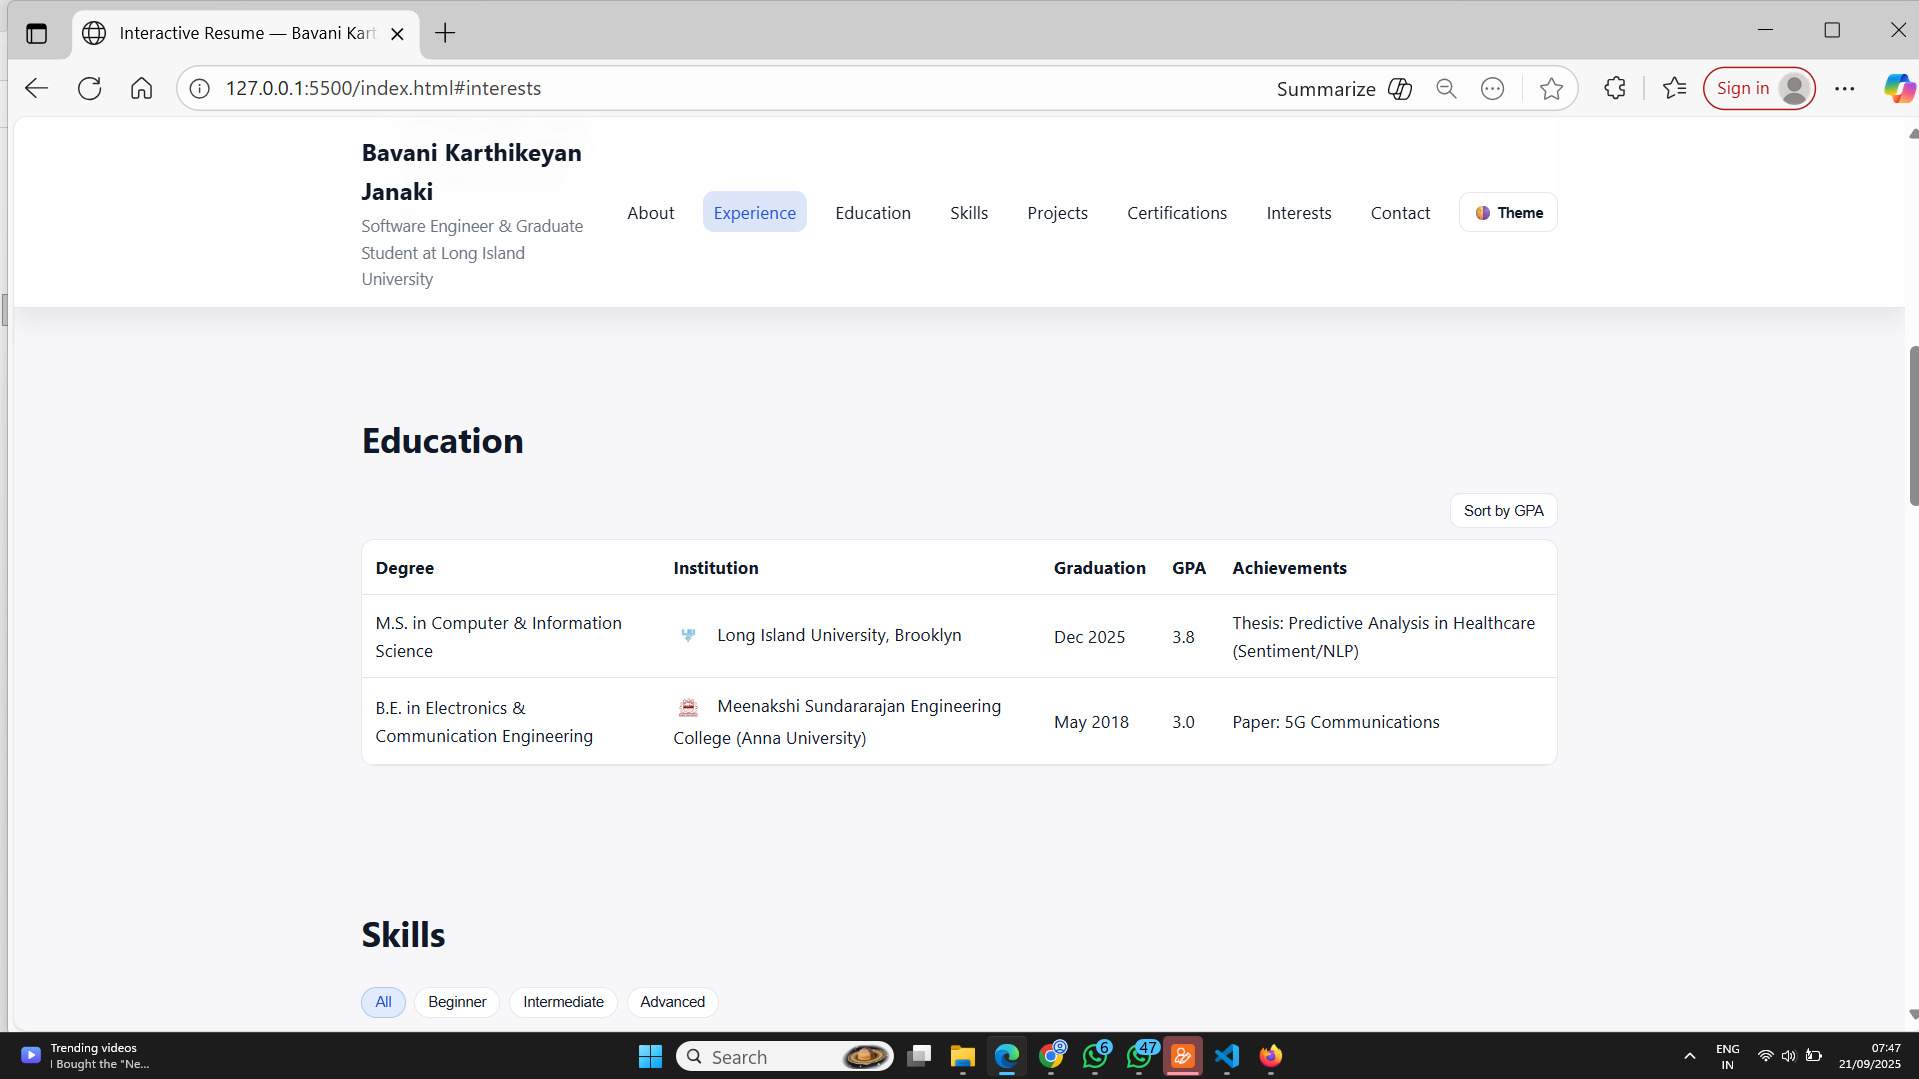 Interactive Resume — Bavani Kart
127.0.0.1:5500/index.html#interests
Summarize
Sign in
Bavani Karthikeyan
Janaki
Software Engineer & Graduate
Student at Long Island
University
About
Experience
Education
Skills
Projects
Certifications
Interests
Contact
Theme
Education
Sort by GPA
Degree
Institution
Graduation
GPA
Achievements
M.S. in Computer & Information
Science
Long Island University, Brooklyn
Dec 2025
3.8
Thesis: Predictive Analysis in Healthcare
(Sentiment/NLP)
B.E. in Electronics &
Communication Engineering
Meenakshi Sundararajan Engineering
College (Anna University)
May 2018
3.0
Paper: 5G Communications
Skills
All
Beginner
Intermediate
Advanced
Trending videos
I Bought the "Ne...
Search
6
47
ENG
IN
07:47
21/09/2025